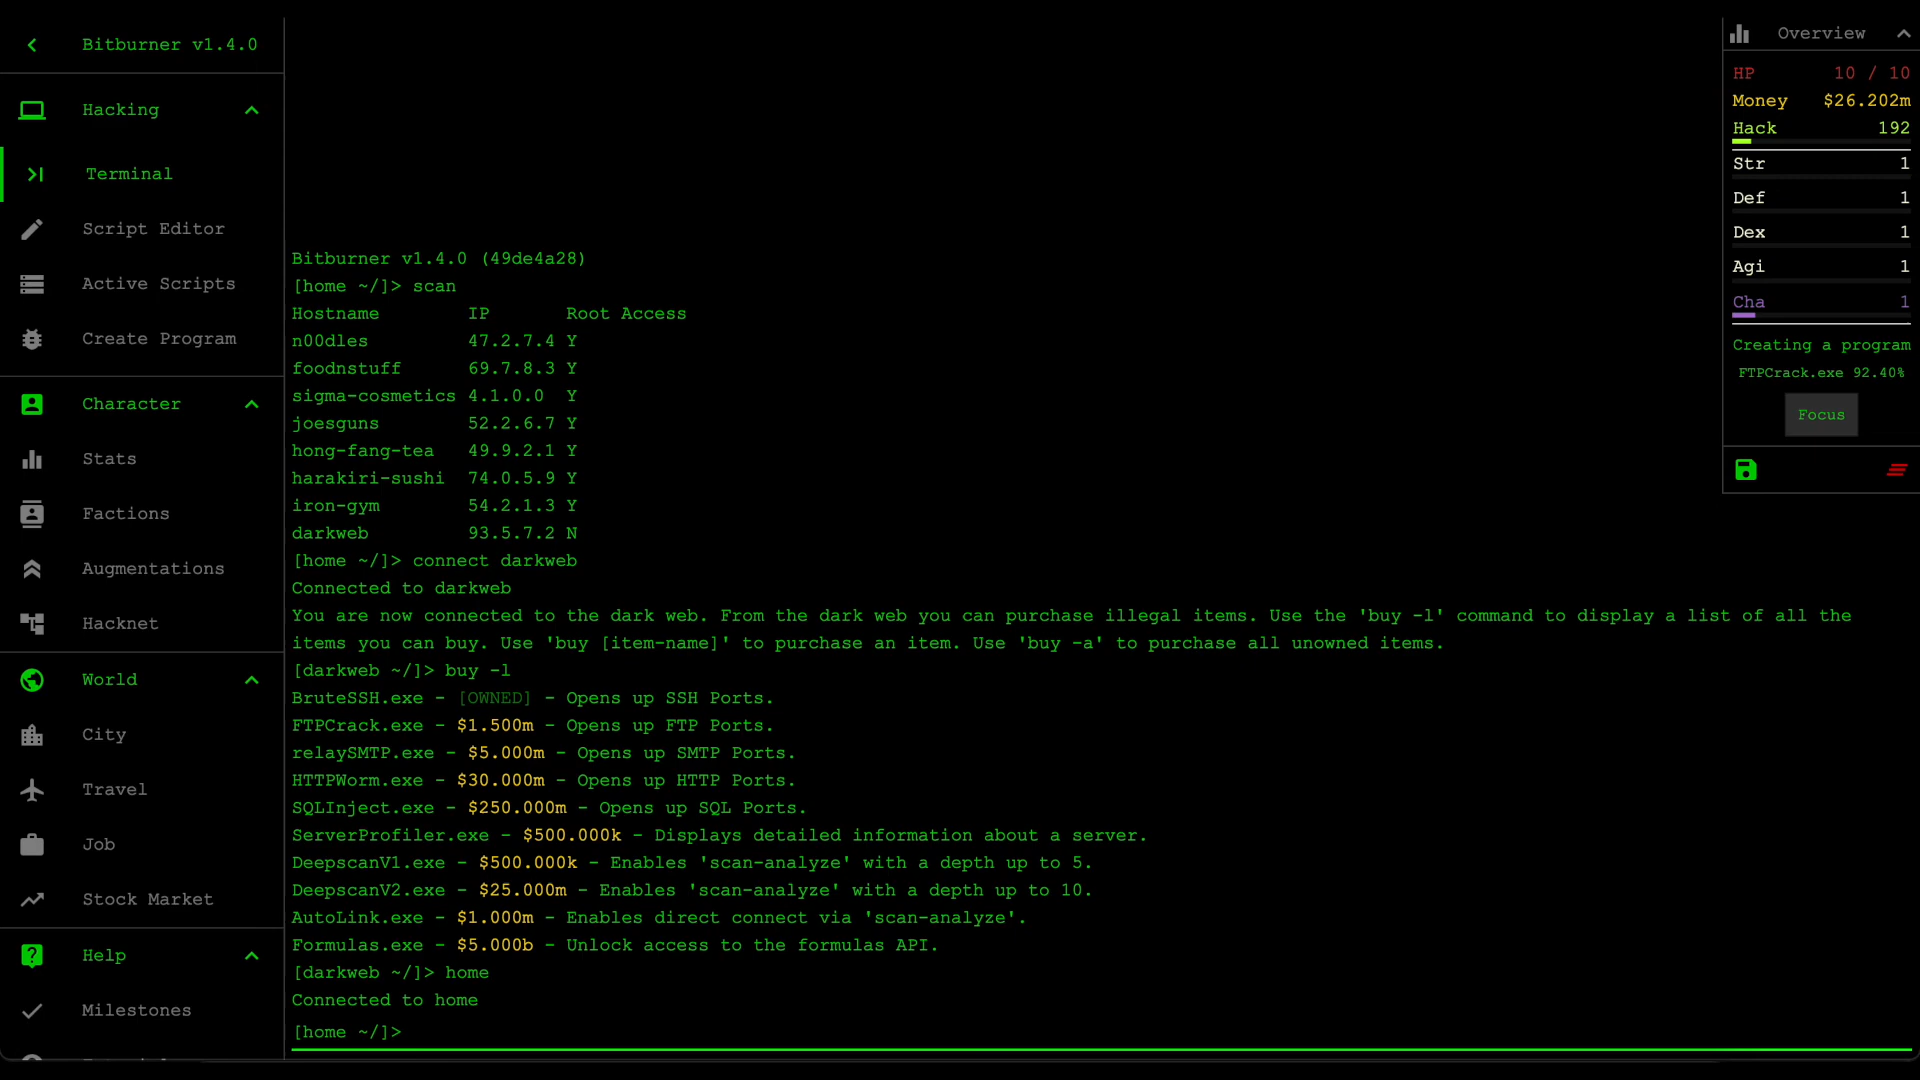 Bitburner v1.4.0
Hacking
Terminal
Script Editor
Active Scripts
Create Program
Character
Stats
Factions
Augmentations
Hacknet
World
City
Travel
Job
Stock Market
Help
Milestones
Bitburner v1.4.0 (49de4a28)
[home ~/]> scan
Hostname IP Root Access
n00dles 47.2.7.4 Y
foodnstuff 69.7.8.3 Y
sigma-cosmetics 4.1.0.0 Y
joesguns 52.2.6.7 Y
hong-fang-tea 49.9.2.1 Y
harakiri-sushi 74.0.5.9 Y
iron-gym 54.2.1.3 Y
darkweb 93.5.7.2 N
[home ~/]> connect darkweb
Connected to darkweb
You are now connected to the dark web. From the dark web you can purchase illegal items. Use the 'buy -l' command to display a list of all the
items you can buy. Use 'buy [item-name]' to purchase an item. Use 'buy -a' to purchase all unowned items.
[darkweb ~/]> buy -l
BruteSSH.exe - [OWNED] - Opens up SSH Ports.
FTPCrack.exe - $1.500m - Opens up FTP Ports.
relaySMTP.exe - $5.000m - Opens up SMTP Ports.
HTTPWorm.exe - $30.000m - Opens up HTTP Ports.
SQLInject.exe - $250.000m - Opens up SQL Ports.
ServerProfiler.exe - $500.000k - Displays detailed information about a server.
DeepscanV1.exe - $500.000k - Enables 'scan-analyze' with a depth up to 5.
DeepscanV2.exe - $25.000m - Enables 'scan-analyze' with a depth up to 10.
AutoLink.exe - $1.000m - Enables direct connect via 'scan-analyze'.
Formulas.exe - $5.000b - Unlock access to the formulas API.
[darkweb ~/]> home
Connected to home
[home ~/]>
Overview
HP 10 / 10
Money $26.202m
Hack 192
Str 1
Def 1
Dex 1
Agi 1
Cha 1
Creating a program
FTPCrack.exe 92.40%
Focus